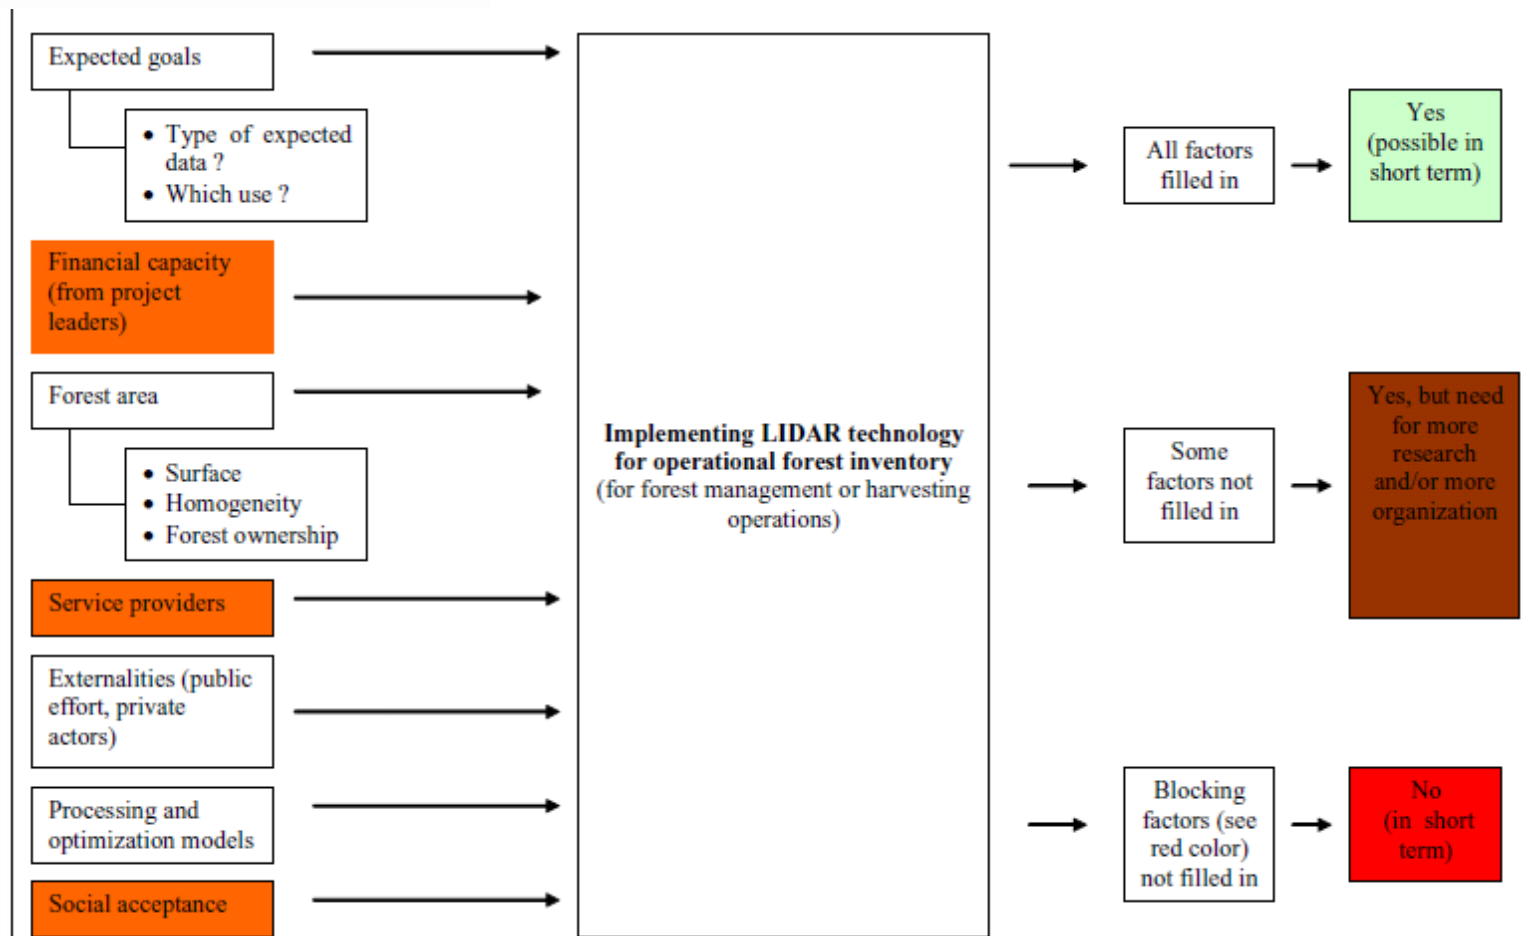 Expected goals
• Type of expected
data ?
• Which use ?
Financial capacity
(from project
leaders)
Forest area
• Surface
• Homogeneity
• Forest ownership
Service providers
Externalities (public
effort, private
actors)
Processing and
optimization models
Social acceptance
Implementing LIDAR technology
for operational forest inventory
(for forest management or harvesting
operations)
All factors
filled in
Yes
(possible in
short term)
Some
factors not
filled in
Yes, but need
for more
research
and/or more
organization
Blocking
factors (see
red color)
not filled in
No
(in short
term)